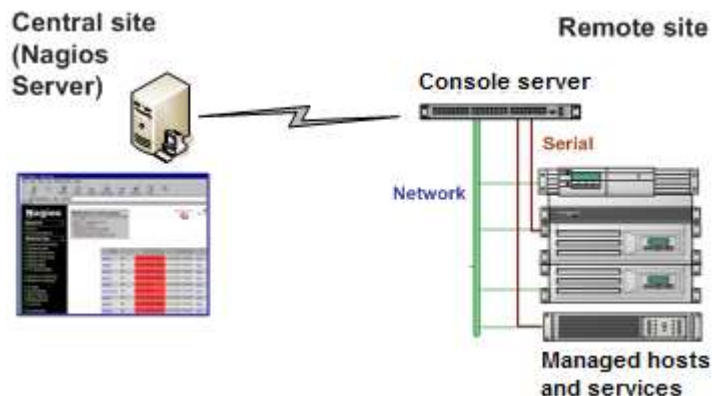 Central site
(Nagios
Server)
Remote site
Console server
Serial
Network
Nagios
Managed hosts
and services